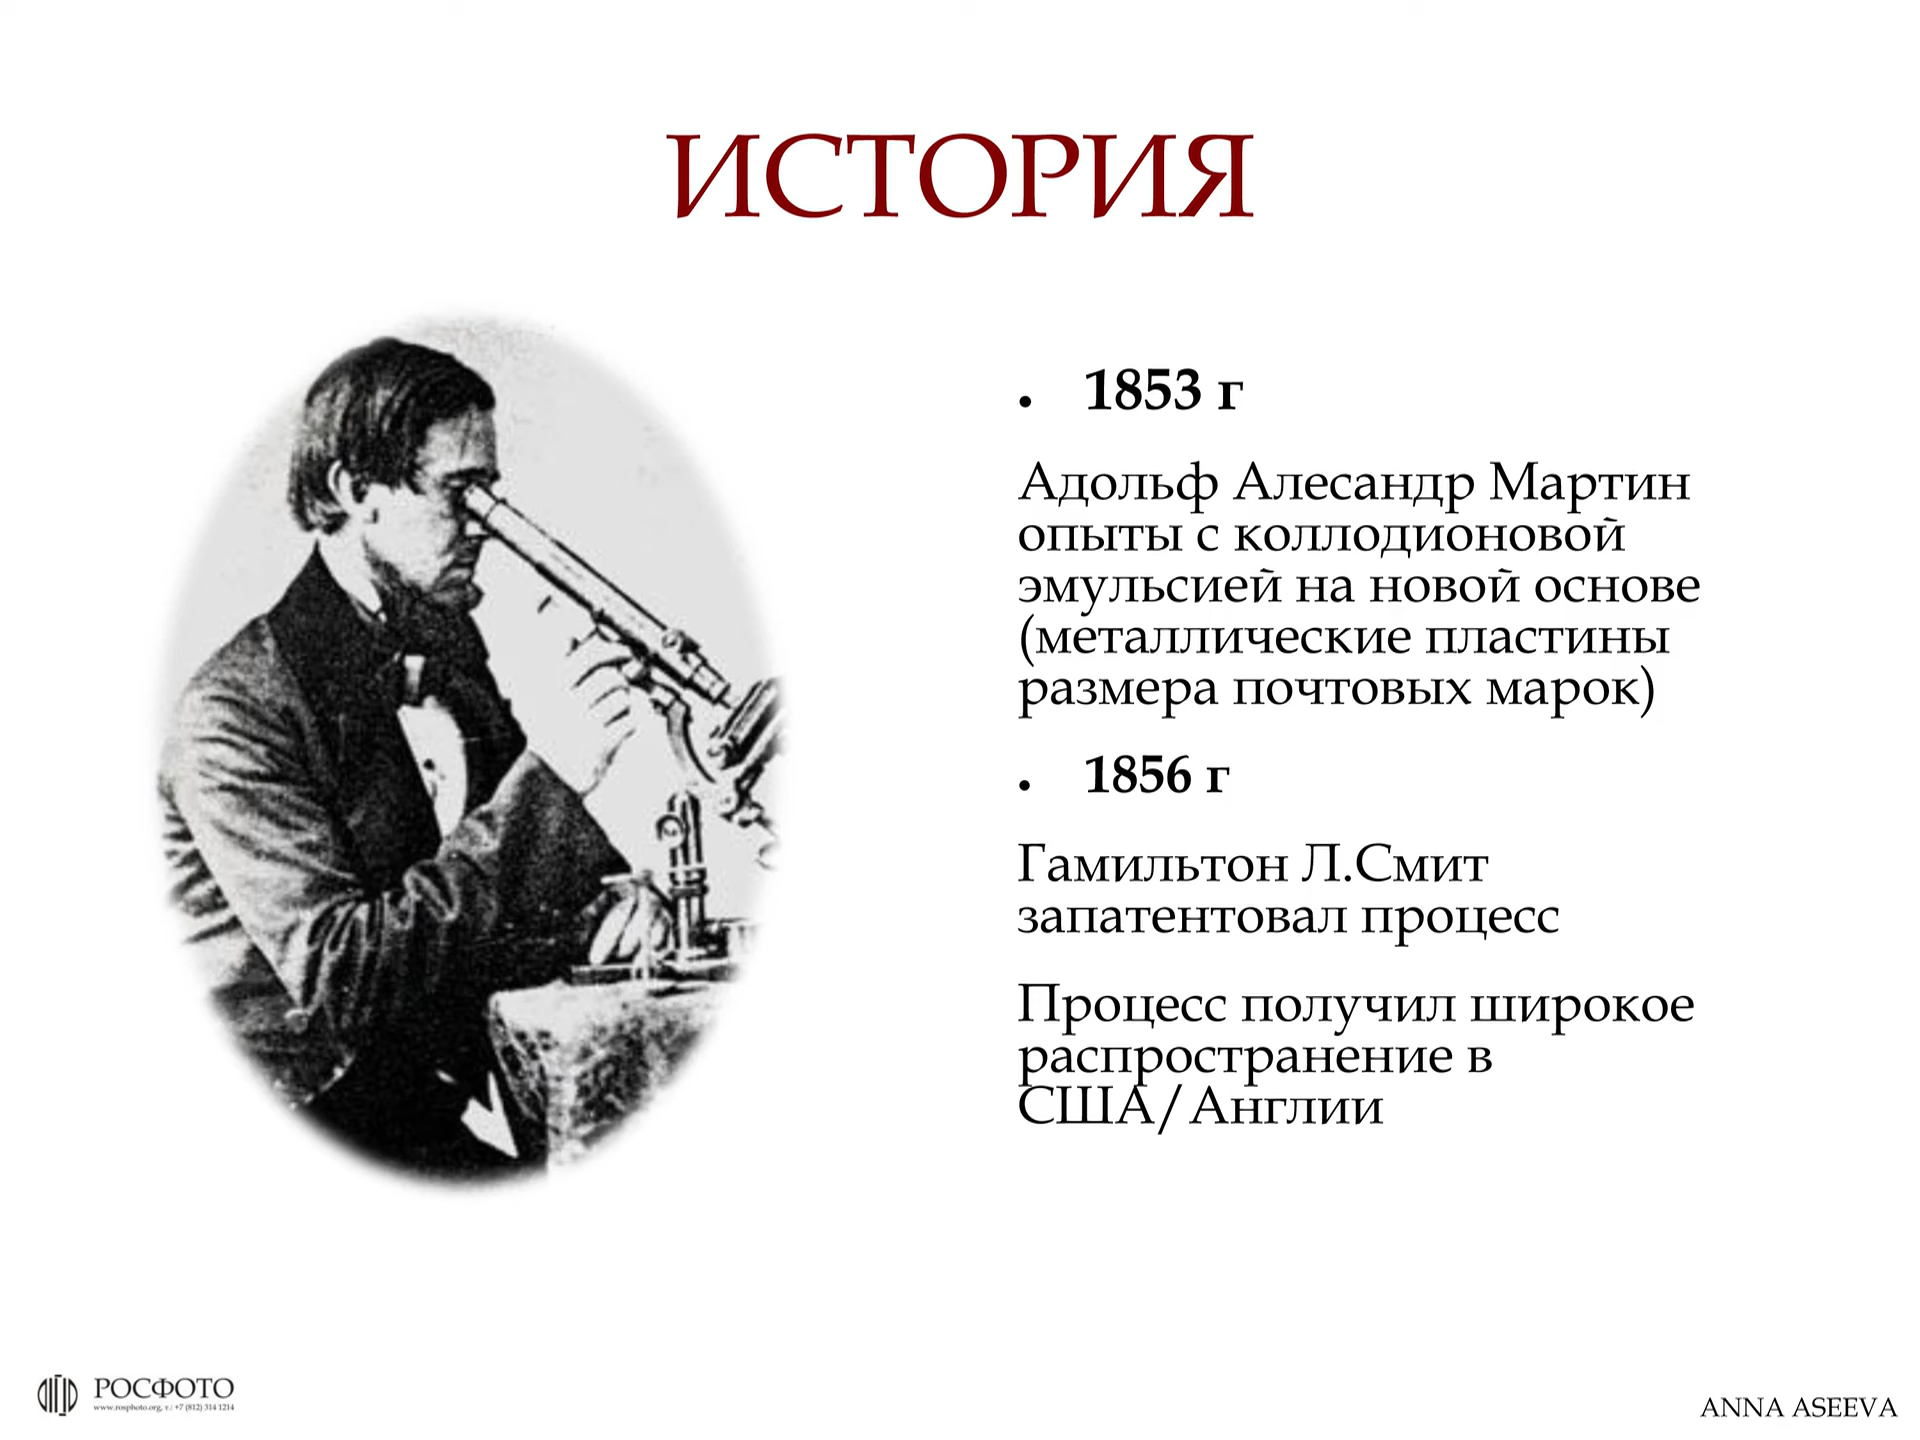 ИСТОРИЯ
• 1853 г
Адольф Алесандр Мартин
опыты с коллодионовой
эмульсией на новой основе
(металлические пластины
размера почтовых марок)
• 1856 г
Гамильтон Л.Смит
запатентовал процесс
Процесс получил широкое
распространение в
США/Англии
РОСФОТО
www.rosphoto.org, т.: +7 (812) 314 1214
ANNA ASEEVA